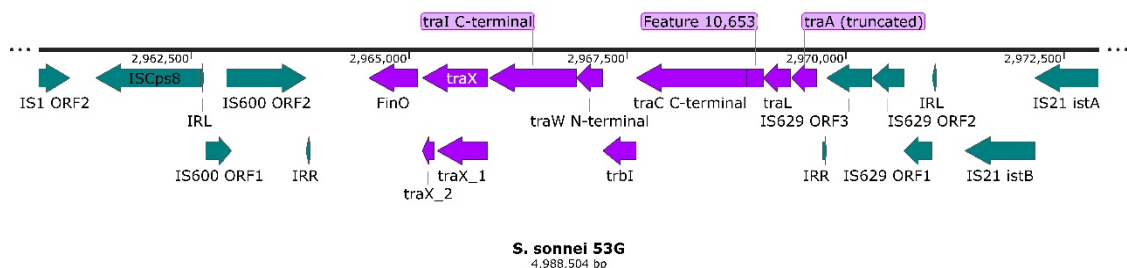 traI C-terminal Feature 10,653 traA (truncated)
2,962,500 2,965,000 2,967,500 2,970,000 2,972,500
ISCps8 traX
IS1 ORF2 IS600 ORF2 FinO traC C-terminal traL IRL IS21 istA
IRL traW N-terminal IS629 ORF3 IS629 ORF2
IS600 ORF1 IRR traX_1 trbI IRR IS629 ORF1 IS21 istB
traX_2
S. sonnei 53G
4,988,504 bp